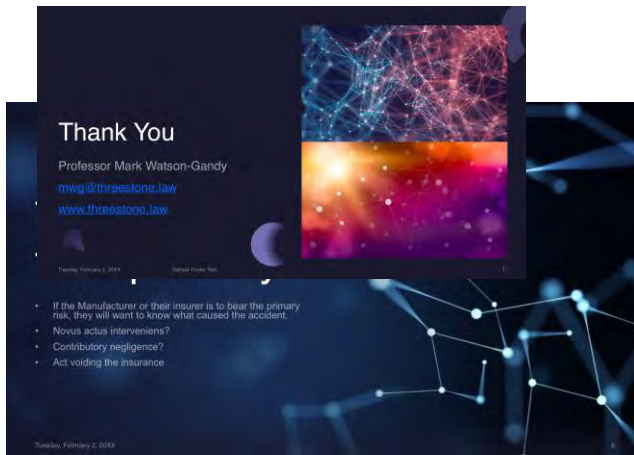 Thank You
Professor Mark Watson-Gandy
mwg@threestone.law
www.threestone.law
Tuesday, February 2, 20XX
Sample Footer Text
• If the Manufacturer or their insurer is to bear the primary
risk, they will want to know what caused the accident.
• Novus actus interveniens?
• Contributory negligence?
• Act voiding the insurance
Tuesday, February 2, 20XX